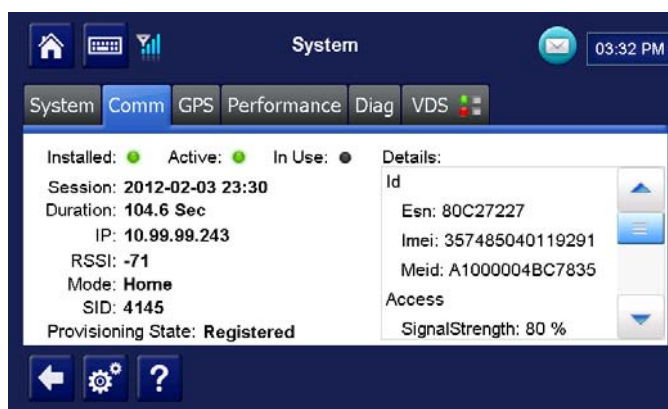 System
03:32 PM
System Comm GPS Performance Diag VDS
Installed: Active: In Use:
Session: 2012-02-03 23:30
Duration: 104.6 Sec
IP: 10.99.99.243
RSSI: -71
Mode: Home
SID: 4145
Provisioning State: Registered
Details:
Id
Esn: 80C27227
Imei: 357485040119291
Meid: A1000004BC7835
Access
SignalStrength: 80 %
?